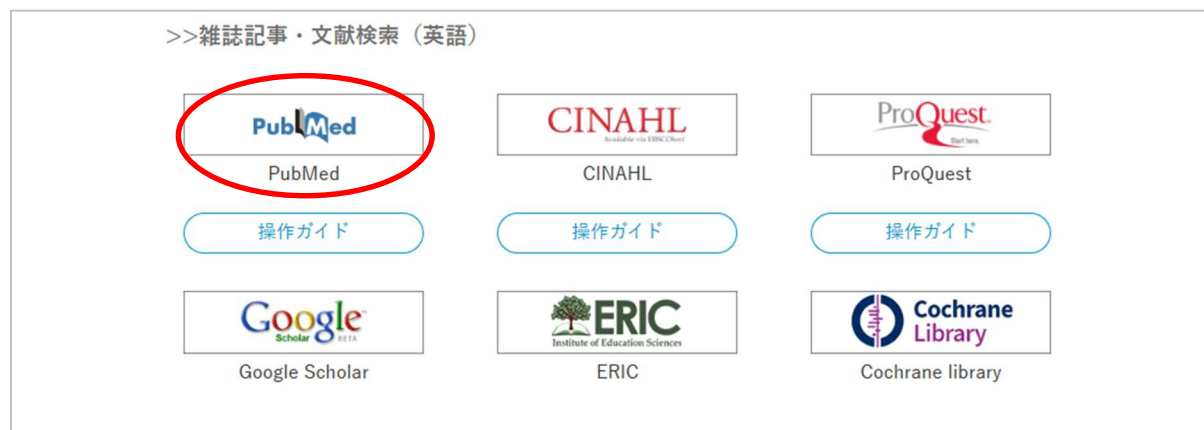 >>雑誌記事・文献検索（英語）
PubMed
CINAHL
Available via EBSCOhost
ProQuest.
Start here.
PubMed
CINAHL
ProQuest
操作ガイド
操作ガイド
操作ガイド
Google
Scholar BETA
ERIC
Institute of Education Sciences
Cochrane
Library
Google Scholar
ERIC
Cochrane library